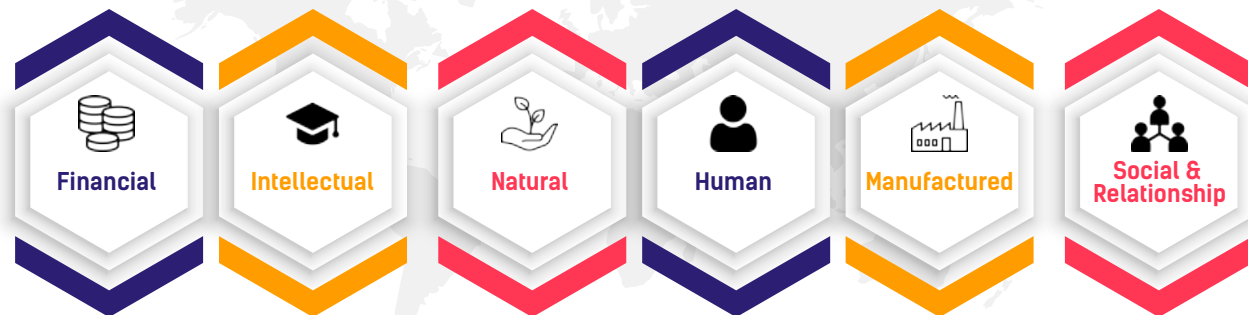 Financial
Intellectual
Natural
Human
Manufactured
Social &
Relationship